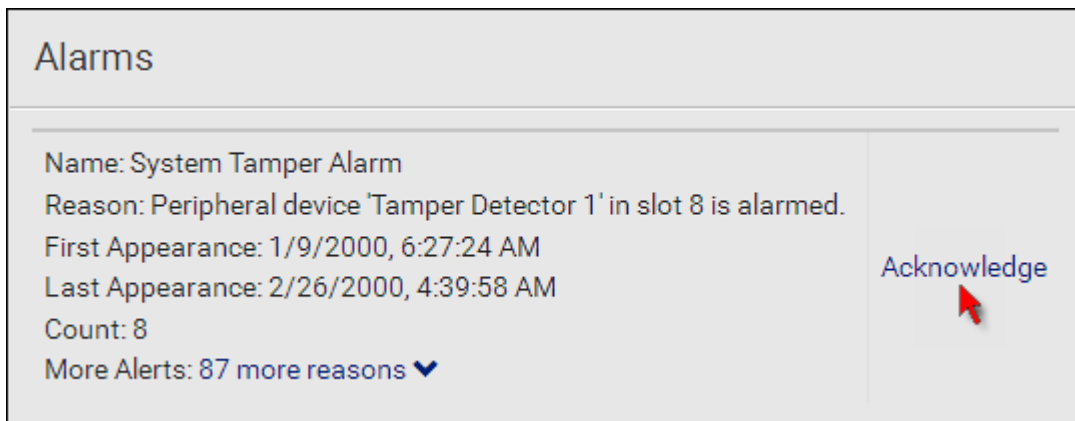 Alarms
Name: System Tamper Alarm
Reason: Peripheral device 'Tamper Detector 1' in slot 8 is alarmed.
First Appearance: 1/9/2000, 6:27:24 AM
Last Appearance: 2/26/2000, 4:39:58 AM
Count: 8
More Alerts: 87 more reasons
Acknowledge